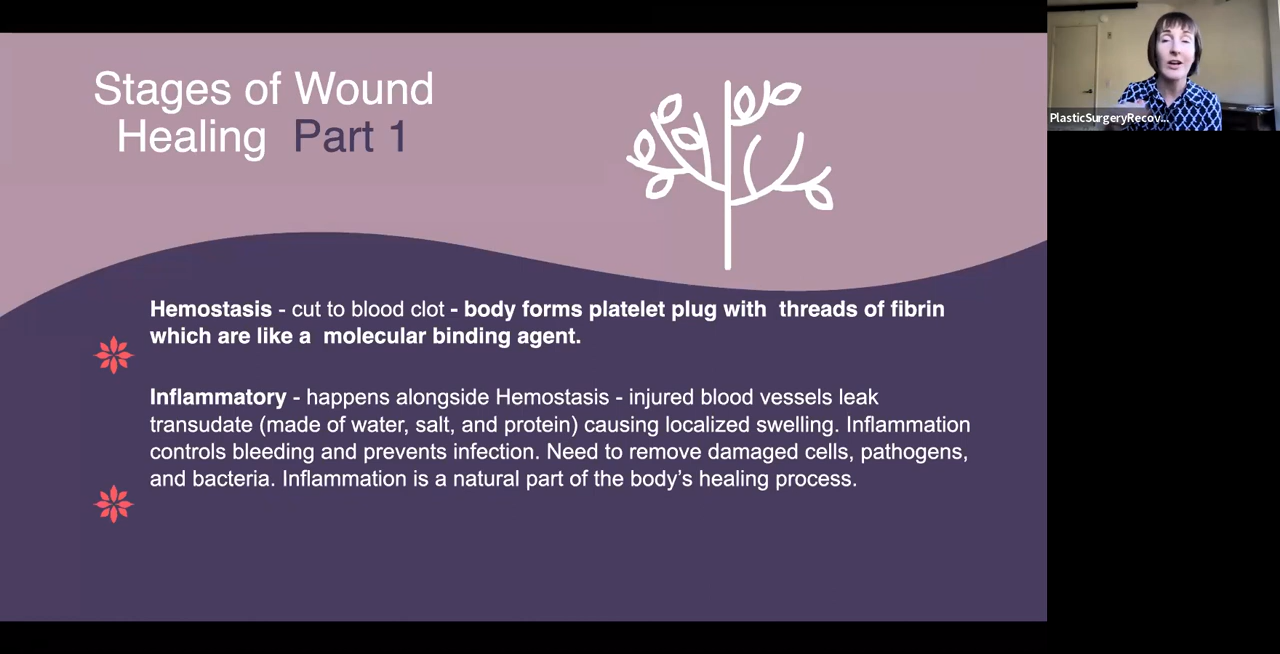 Stages of Wound
Healing Part 1
PlasticSurgeryRecov...
Hemostasis - cut to blood clot - body forms platelet plug with threads of fibrin
which are like a molecular binding agent.
Inflammatory - happens alongside Hemostasis - injured blood vessels leak
transudate (made of water, salt, and protein) causing localized swelling. Inflammation
controls bleeding and prevents infection. Need to remove damaged cells, pathogens,
and bacteria. Inflammation is a natural part of the body’s healing process.